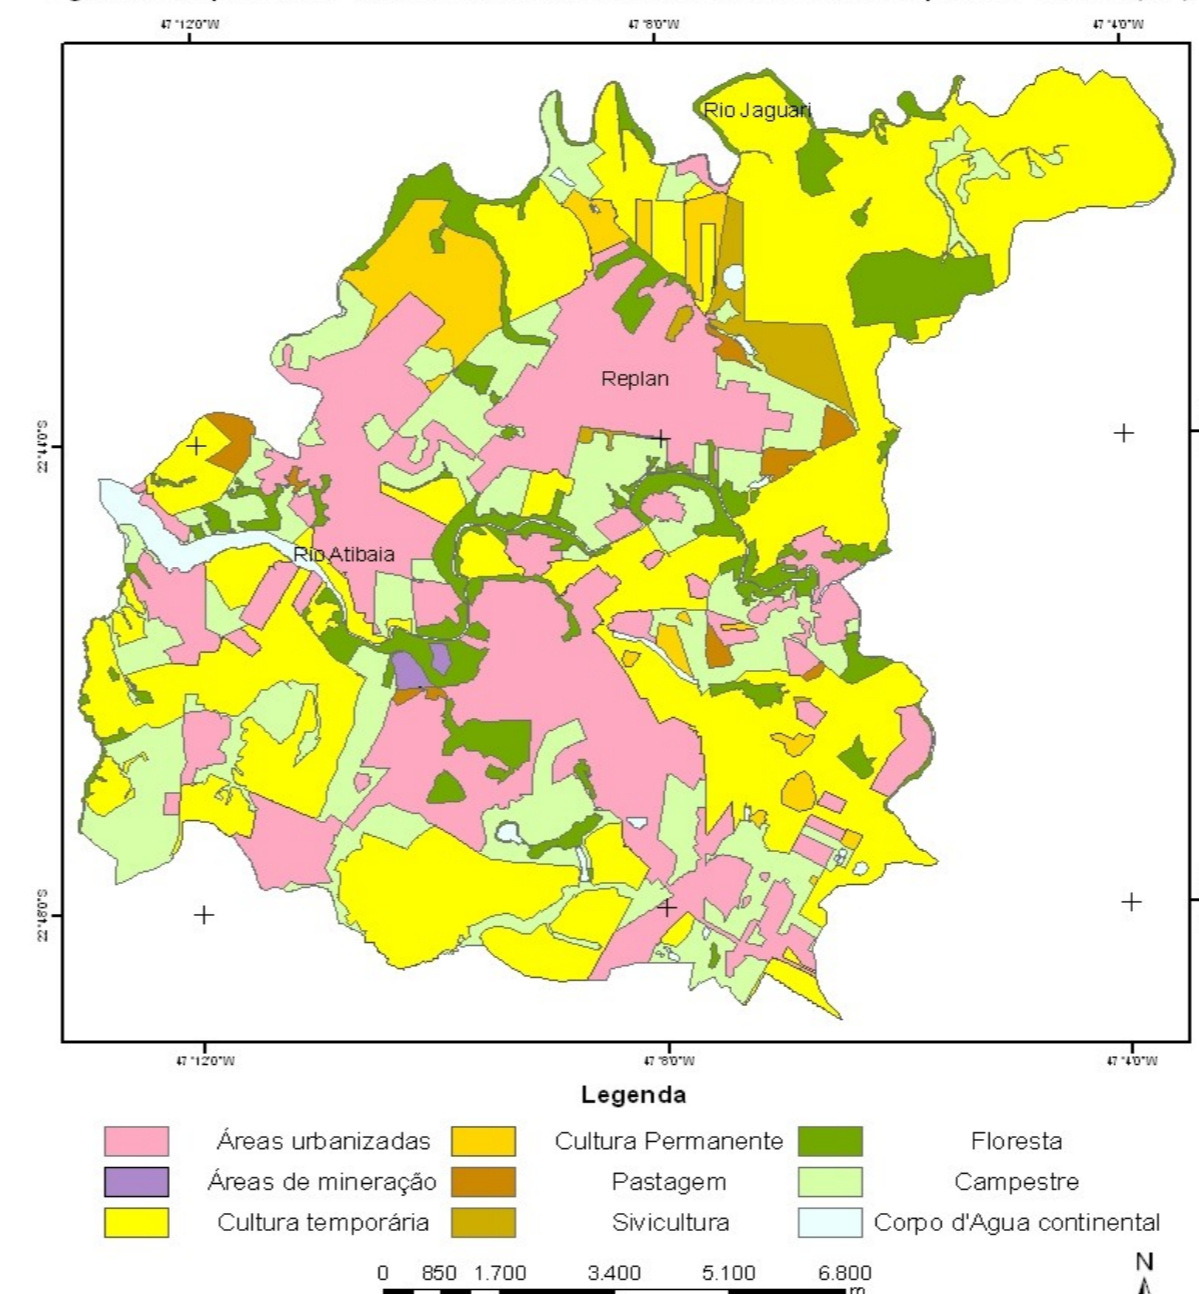 47°12'0"W 47°8'0"W 47°4'0"W
Rio Jaguari
Replan
22°4'0"S
Rio Atibaia
22°48'0"S
47°12'0"W 47°8'0"W 47°4'0"W
Legenda
Áreas urbanizadas Cultura Permanente Floresta
Áreas de mineração Pastagem Campestre
Cultura temporária Sivicultura Corpo d'Agua continental
N
0 850 1.700 3.400 5.100 6.800
m